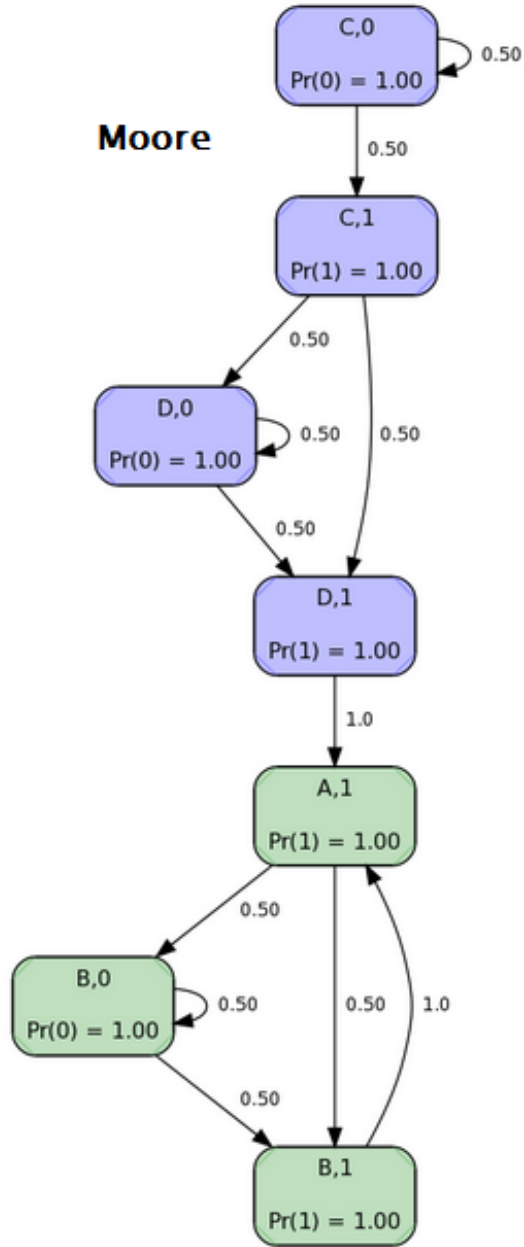 C,0
Pr(0) = 1.00
0.50
Moore
0.50
C,1
Pr(1) = 1.00
0.50
D,0
Pr(0) = 1.00
0.50
0.50
0.50
D,1
Pr(1) = 1.00
1.0
A,1
Pr(1) = 1.00
0.50
B,0
Pr(0) = 1.00
0.50
0.50
1.0
0.50
B,1
Pr(1) = 1.00